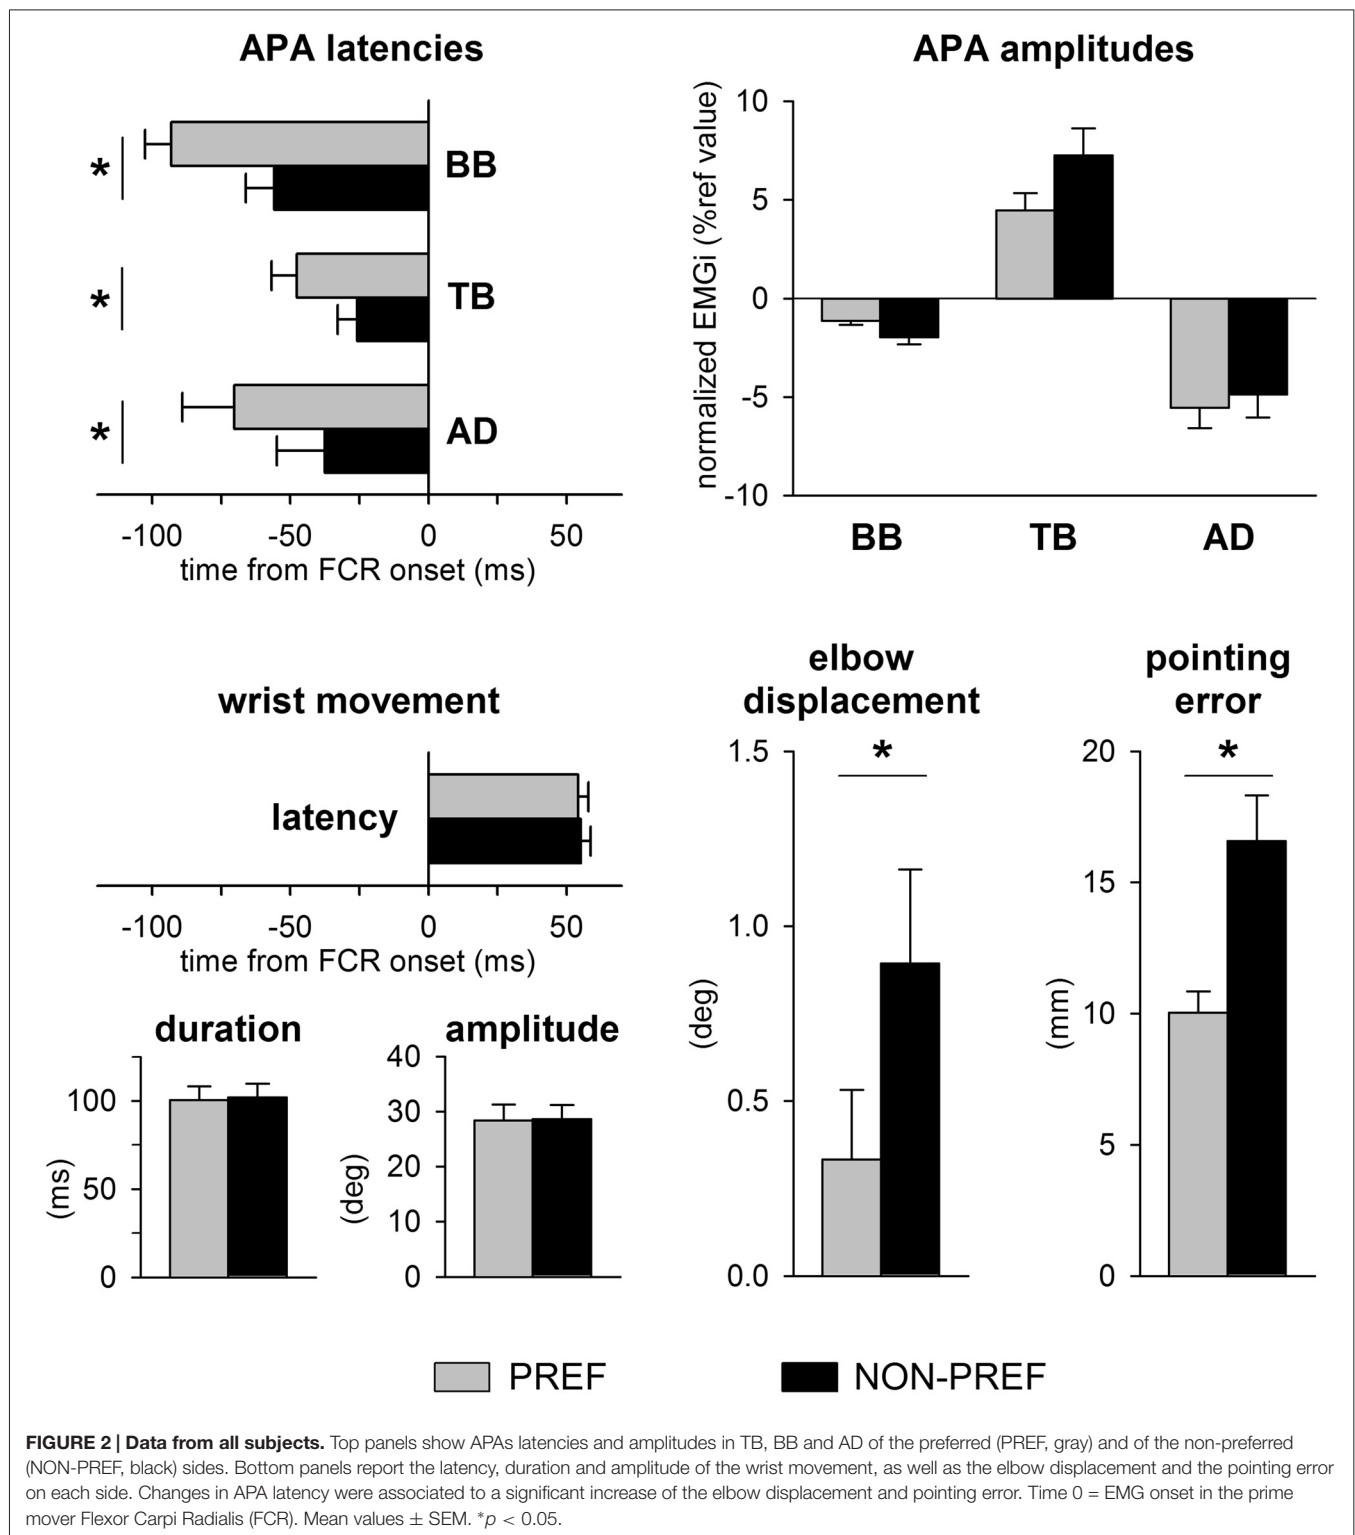 APA latencies
*
BB
*
TB
*
AD
-100 -50 0 50
time from FCR onset (ms)
APA amplitudes
normalized EMGi (%ref value)
10
5
0
-5
-10
BB TB AD
wrist movement
latency
-100 -50 0 50
time from FCR onset (ms)
duration
(ms)
100
50
0
amplitude
(deg)
40
30
20
10
0
elbow
displacement
*
(deg)
1.5
1.0
0.5
0.0
pointing
error
*
(mm)
20
15
10
5
0
PREF NON-PREF
FIGURE 2 | Data from all subjects. Top panels show APAs latencies and amplitudes in TB, BB and AD of the preferred (PREF, gray) and of the non-preferred
(NON-PREF, black) sides. Bottom panels report the latency, duration and amplitude of the wrist movement, as well as the elbow displacement and the pointing error
on each side. Changes in APA latency were associated to a significant increase of the elbow displacement and pointing error. Time 0 = EMG onset in the prime
mover Flexor Carpi Radialis (FCR). Mean values ± SEM. *p < 0.05.